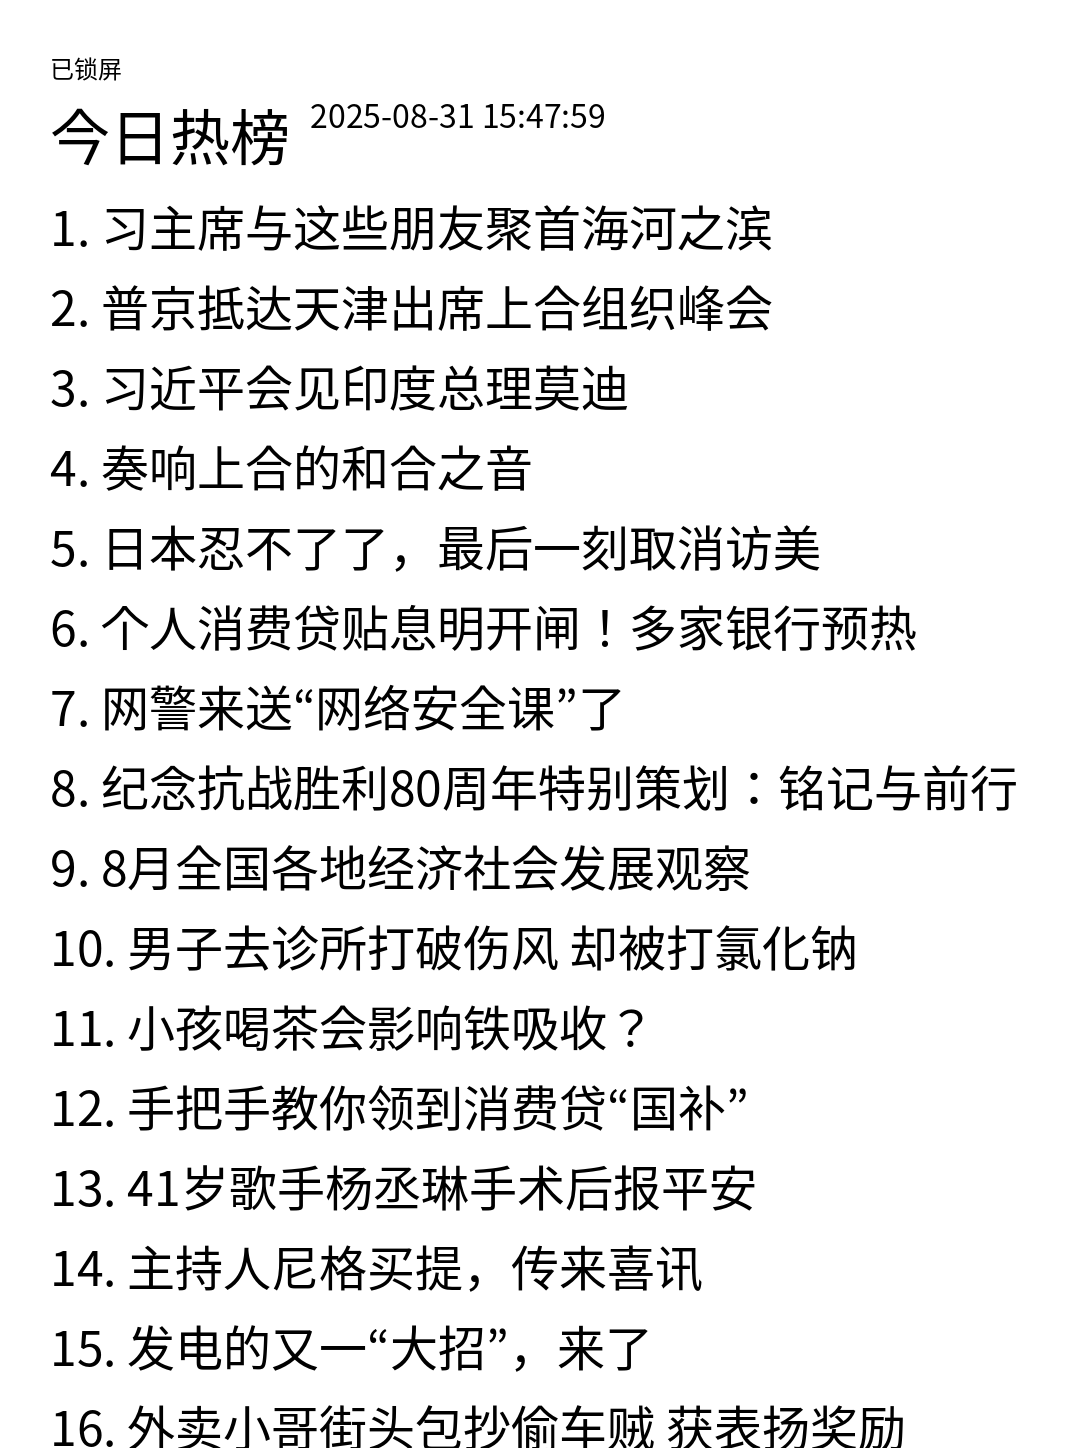 已锁屏
今日热榜 2025-08-31 15:47:59
1. 习主席与这些朋友聚首海河之滨
2. 普京抵达天津出席上合组织峰会
3. 习近平会见印度总理莫迪
4. 奏响上合的和合之音
5. 日本忍不了了，最后一刻取消访美
6. 个人消费贷贴息明开闸！多家银行预热
7. 网警来送“网络安全课”了
8. 纪念抗战胜利80周年特别策划：铭记与前行
9. 8月全国各地经济社会发展观察
10. 男子去诊所打破伤风 却被打氯化钠
11. 小孩喝茶会影响铁吸收？
12. 手把手教你领到消费贷“国补”
13. 41岁歌手杨丞琳手术后报平安
14. 主持人尼格买提，传来喜讯
15. 发电的又一“大招”，来了
16. 外卖小哥街头包抄偷车贼 获表扬奖励